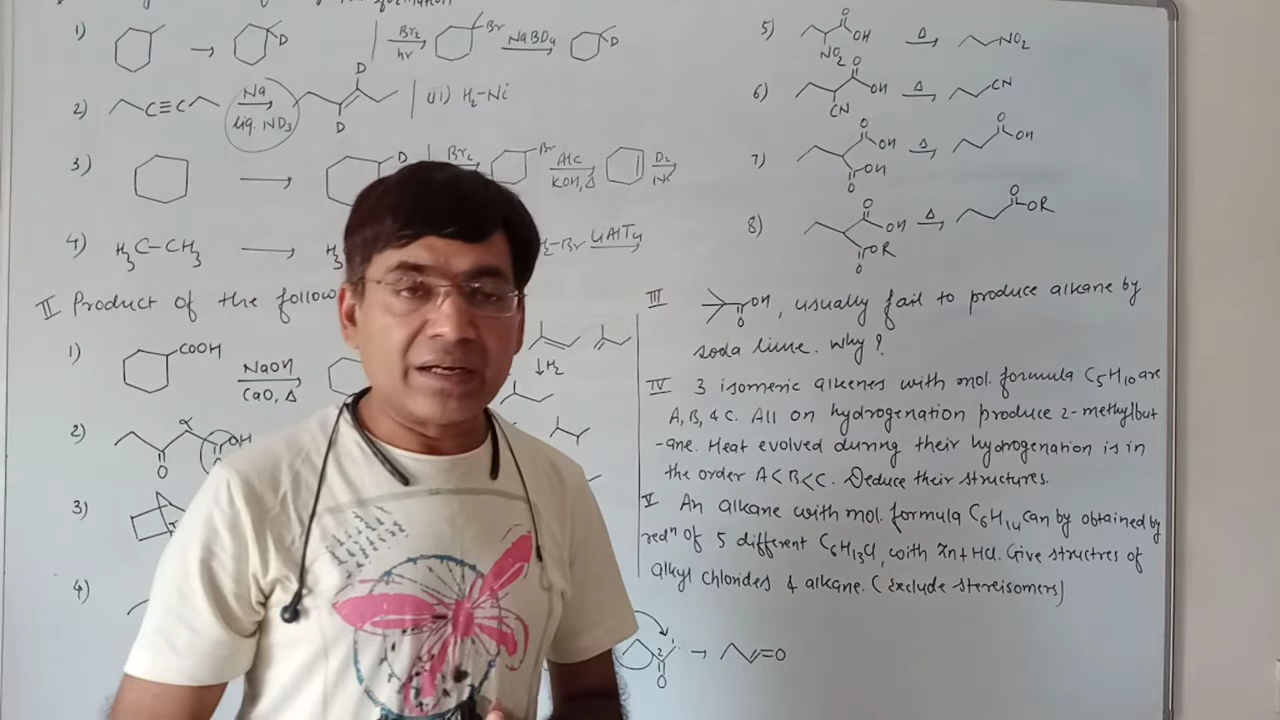 1) → D | Br₂ hν Br NaBD₄ D
2) C≡C Na liq. ND₃ D D | (ii) H₂-Ni
3) → D | Br₂ Br Alc KOH, Δ D₂ Ni
4) H₃C-CH₃ → H₃ -Br LiAlT₄
II Product of the follow
1) COOH NaOH CaO, Δ ↓H₂
2) O α OH
3)
4)
5) O OH NO₂ Δ NO₂
6) O OH CN Δ CN
7) O OH OH O Δ O OH
8) O OH OR O Δ O OR
III OH O , usually fail to produce alkane by
soda lime. Why?
IV 3 isomeric alkenes with mol. formula C₅H₁₀ are
A, B, & C. All on hydrogenation produce 2-methylbut
-ane. Heat evolved during their hydrogenation is in
the order A<B<C. Deduce their structures.
V An alkane with mol. formula C₆H₁₄ can by obtained by
redⁿ of 5 different C₆H₁₃Cl, with Zn+HCl. Give structres of
alkyl chlorides & alkane. (Exclude stereisomers)
O → O